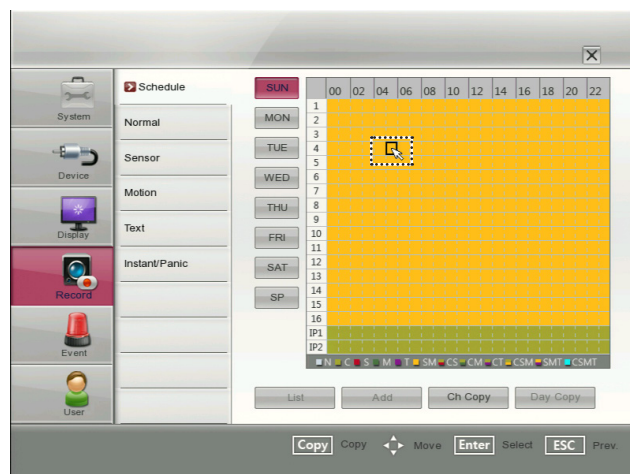 Schedule
SUN
00 02 04 06 08 10 12 14 16 18 20 22
1
System
Normal
MON
2
3
TUE
4
Sensor
5
Device
WED
6
Motion
7
THU
8
Display
Text
9
FRI
10
11
Instant/Panic
SAT
12
13
Record
SP
14
15
16
IP1
Event
IP2
N C S M T SM CS CM CT CSM SMT CSMT
List Add Ch Copy Day Copy
User
Copy Copy Move Enter Select ESC Prev.